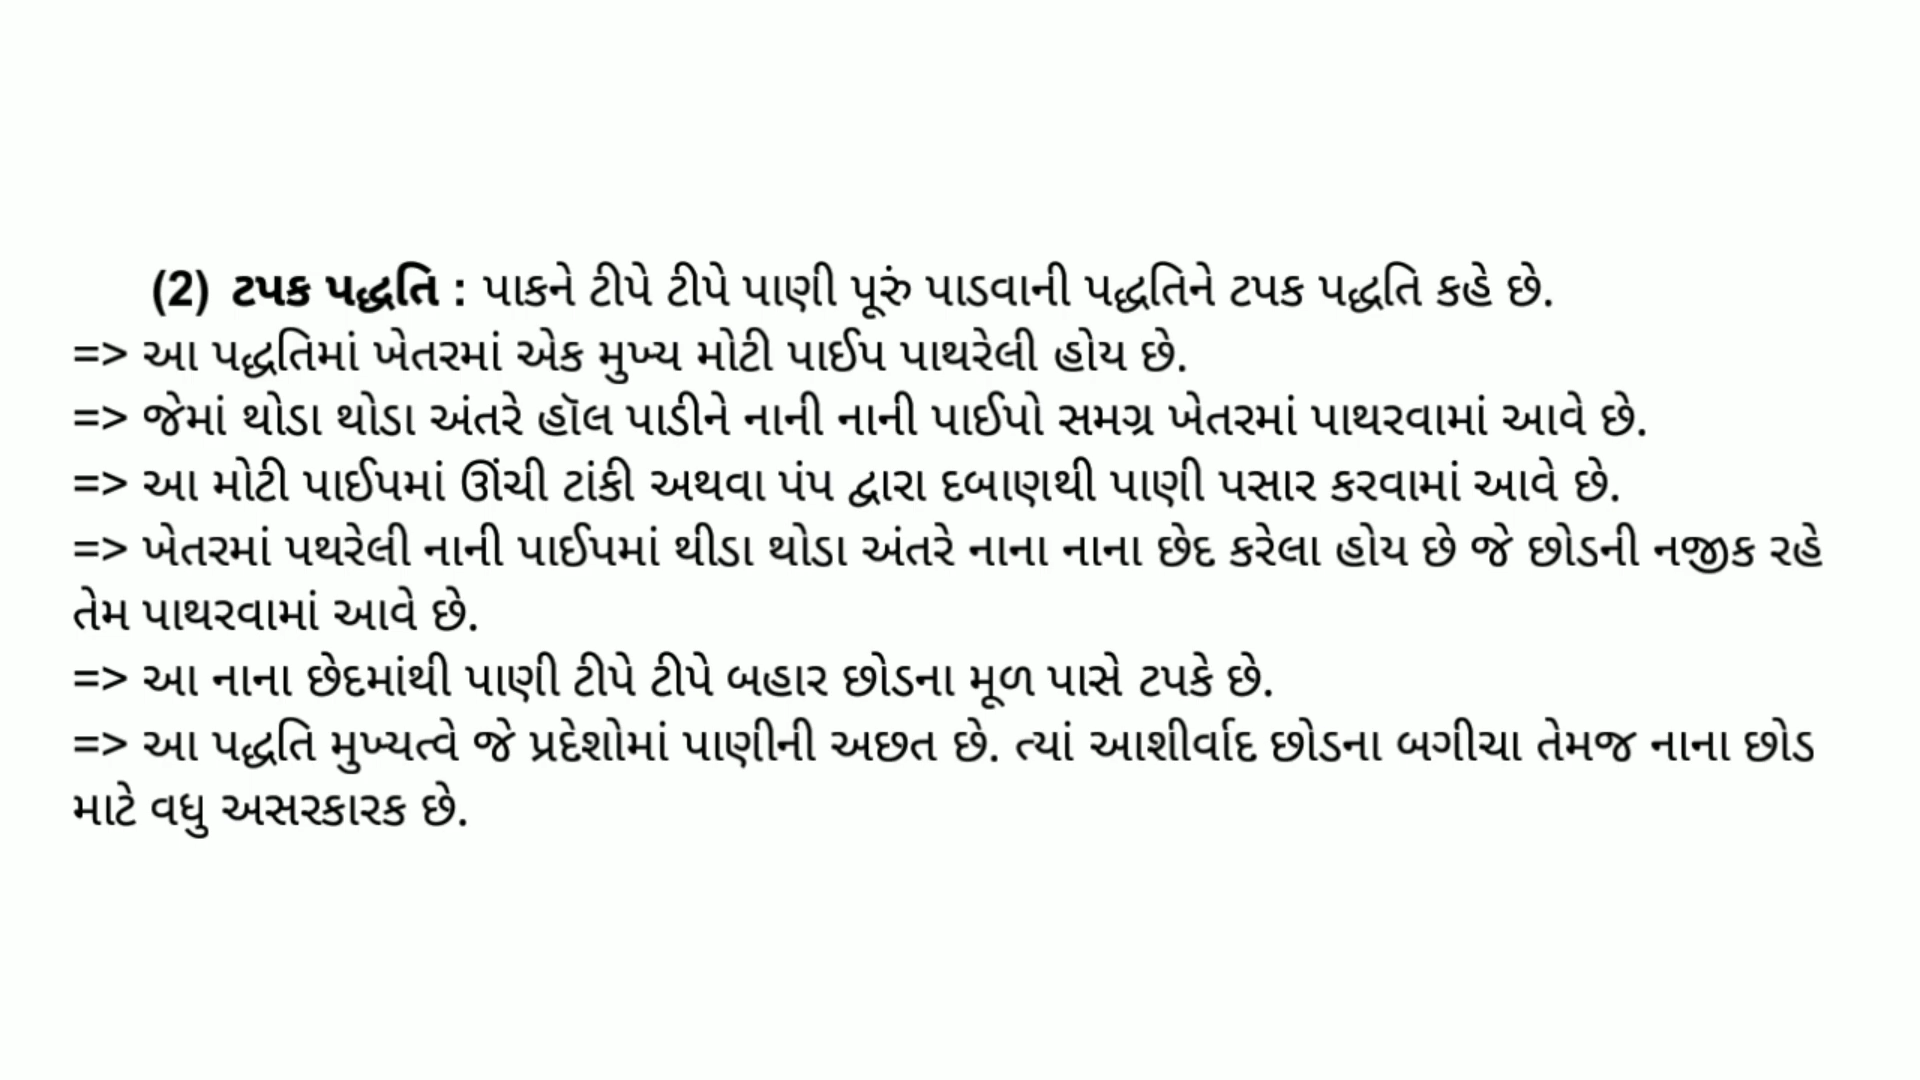 (2) ટપક પદ્ધતિ : પાકને ટીપે ટીપે પાણી પૂરું પાડવાની પદ્ધતિને ટપક પદ્ધતિ કહે છે.
=> આ પદ્ધતિમાં ખેતરમાં એક મુખ્ય મોટી પાઈપ પાથરેલી હોય છે.
=> જેમાં થોડા થોડા અંતરે હૉલ પાડીને નાની નાની પાઈપો સમગ્ર ખેતરમાં પાથરવામાં આવે છે.
=> આ મોટી પાઈપમાં ઊંચી ટાંકી અથવા પંપ દ્વારા દબાણથી પાણી પસાર કરવામાં આવે છે.
=> ખેતરમાં પથરેલી નાની પાઈપમાં થીડા થોડા અંતરે નાના નાના છેદ કરેલા હોય છે જે છોડની નજીક રહે
તેમ પાથરવામાં આવે છે.
=> આ નાના છેદમાંથી પાણી ટીપે ટીપે બહાર છોડના મૂળ પાસે ટપકે છે.
=> આ પદ્ધતિ મુખ્યત્વે જે પ્રદેશોમાં પાણીની અછત છે. ત્યાં આશીર્વાદ છોડના બગીચા તેમજ નાના છોડ
માટે વધુ અસરકારક છે.